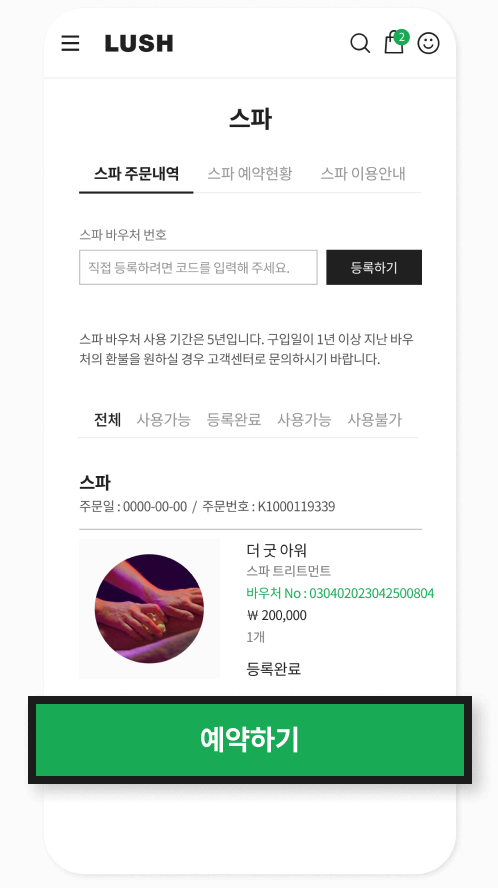 LUSH
2
스파
스파 주문내역 스파 예약현황 스파 이용안내
스파 바우처 번호
직접 등록하려면 코드를 입력해 주세요. 등록하기
스파 바우처 사용 기간은 5년입니다. 구입일이 1년 이상 지난 바우
처의 환불을 원하실 경우 고객센터로 문의하시기 바랍니다.
전체 사용가능 등록완료 사용가능 사용불가
스파
주문일 : 0000-00-00 / 주문번호 : K1000119339
더 굿 아워
스파 트리트먼트
바우처 No : 030402023042500804
₩ 200,000
1개
등록완료
예약하기